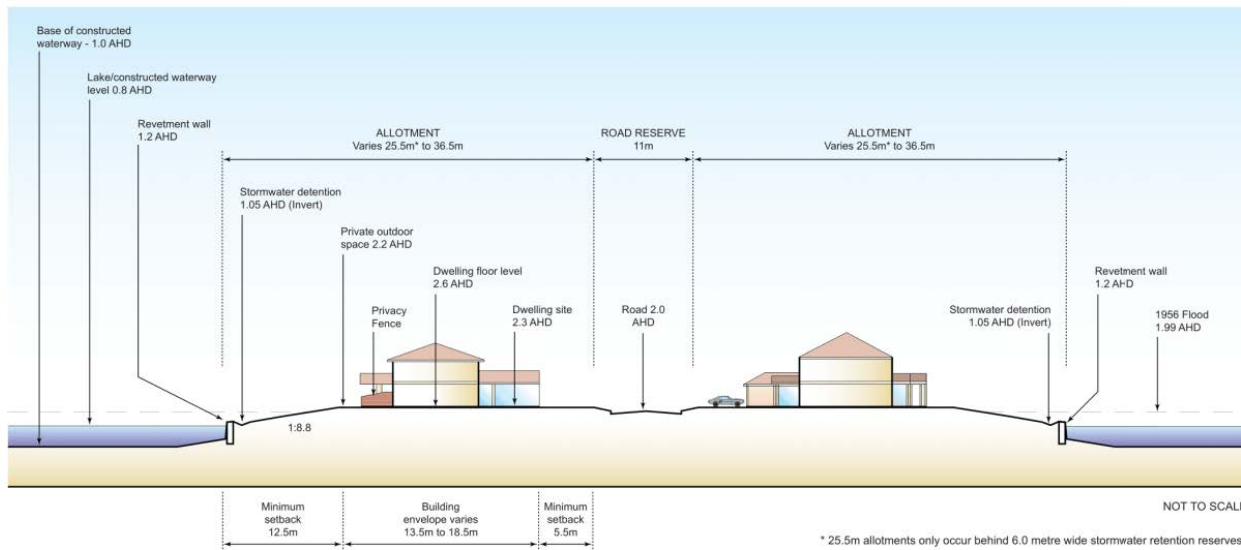 Base of constructed
waterway - 1.0 AHD
Lake/constructed waterway
level 0.8 AHD
Revetment wall
1.2 AHD
ALLOTMENT
Varies 25.5m* to 36.5m
ROAD RESERVE
11m
ALLOTMENT
Varies 25.5m* to 36.5m
Stormwater detention
1.05 AHD (Invert)
Private outdoor
space 2.2 AHD
Dwelling floor level
2.6 AHD
Privacy
Fence
Dwelling site
2.3 AHD
Road 2.0
AHD
Stormwater detention
1.05 AHD (Invert)
Revetment wall
1.2 AHD
1956 Flood
1.99 AHD
1:8.8
Minimum
setback
12.5m
Building
envelope varies
13.5m to 18.5m
Minimum
setback
5.5m
NOT TO SCALE
* 25.5m allotments only occur behind 6.0 metre wide stormwater retention reserves